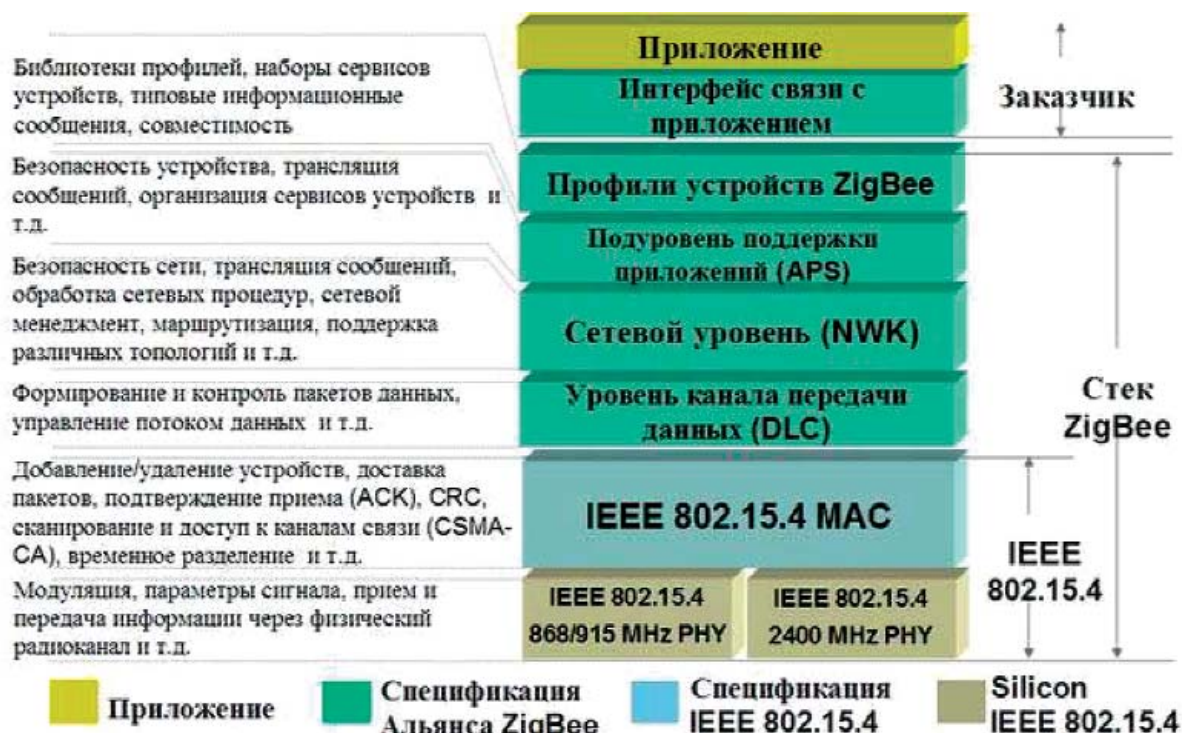 Приложение
Интерфейс связи с
приложением
Заказчик
Библиотеки профилей, наборы сервисов
устройств, типовые информационные
сообщения, совместимость
Профили устройств ZigBee
Безопасность устройства, трансляция
сообщений, организация сервисов устройств и
т.д.
Подуровень поддержки
приложений (APS)
Безопасность сети, трансляция сообщений,
обработка сетевых процедур, сетевой
менеджмент, маршрутизация, поддержка
различных топологий и т.д.
Сетевой уровень (NWK)
Формирование и контроль пакетов данных,
управление потоком данных и т.д.
Уровень канала передачи
данных (DLC)
Стек
ZigBee
Добавление/удаление устройств, доставка
пакетов, подтверждение приема (ACK), CRC,
сканирование и доступ к каналам связи (CSMA-
CA), временное разделение и т.д.
IEEE 802.15.4 MAC
IEEE
802.15.4
Модуляция, параметры сигнала, прием и
передача информации через физический
радиоканал и т.д.
IEEE 802.15.4
868/915 MHz PHY
IEEE 802.15.4
2400 MHz PHY
Приложение
Спецификация
Альянса ZigBee
Спецификация
IEEE 802.15.4
Silicon
IEEE 802.15.4